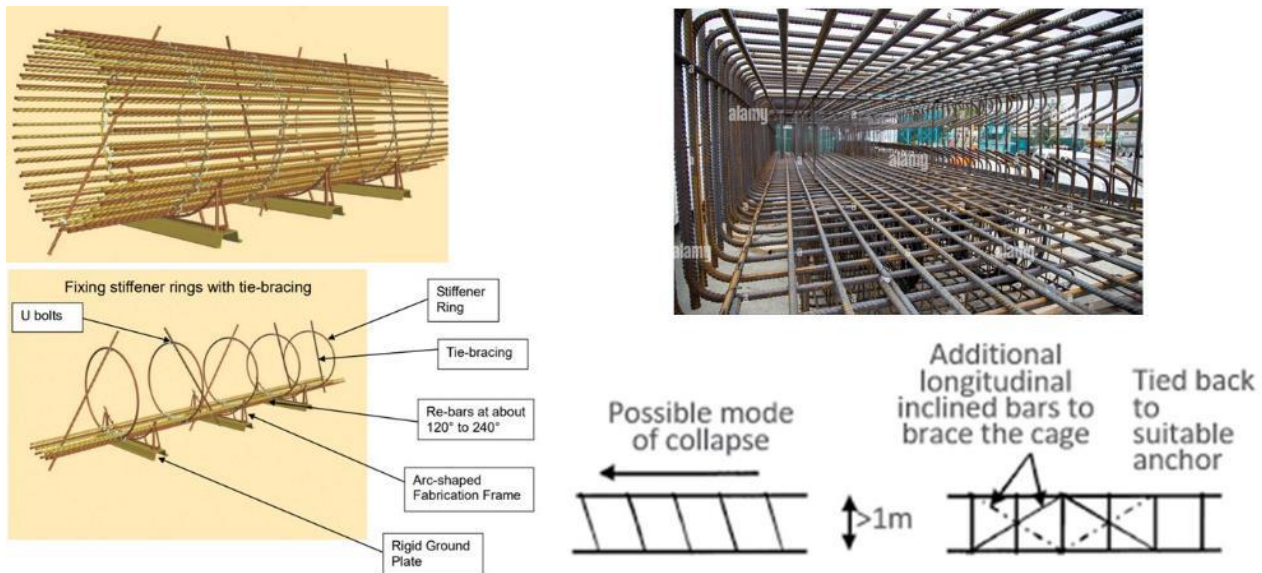 Fixing stiffener rings with tie-bracing
U bolts
Stiffener
Ring
Tie-bracing
Re-bars at about
120° to 240°
Arc-shaped
Fabrication Frame
Rigid Ground
Plate
alamy
alamy
alamy
alamy
Possible mode
of collapse
>1m
Additional
longitudinal
inclined bars to
brace the cage
Tied back
to
suitable
anchor